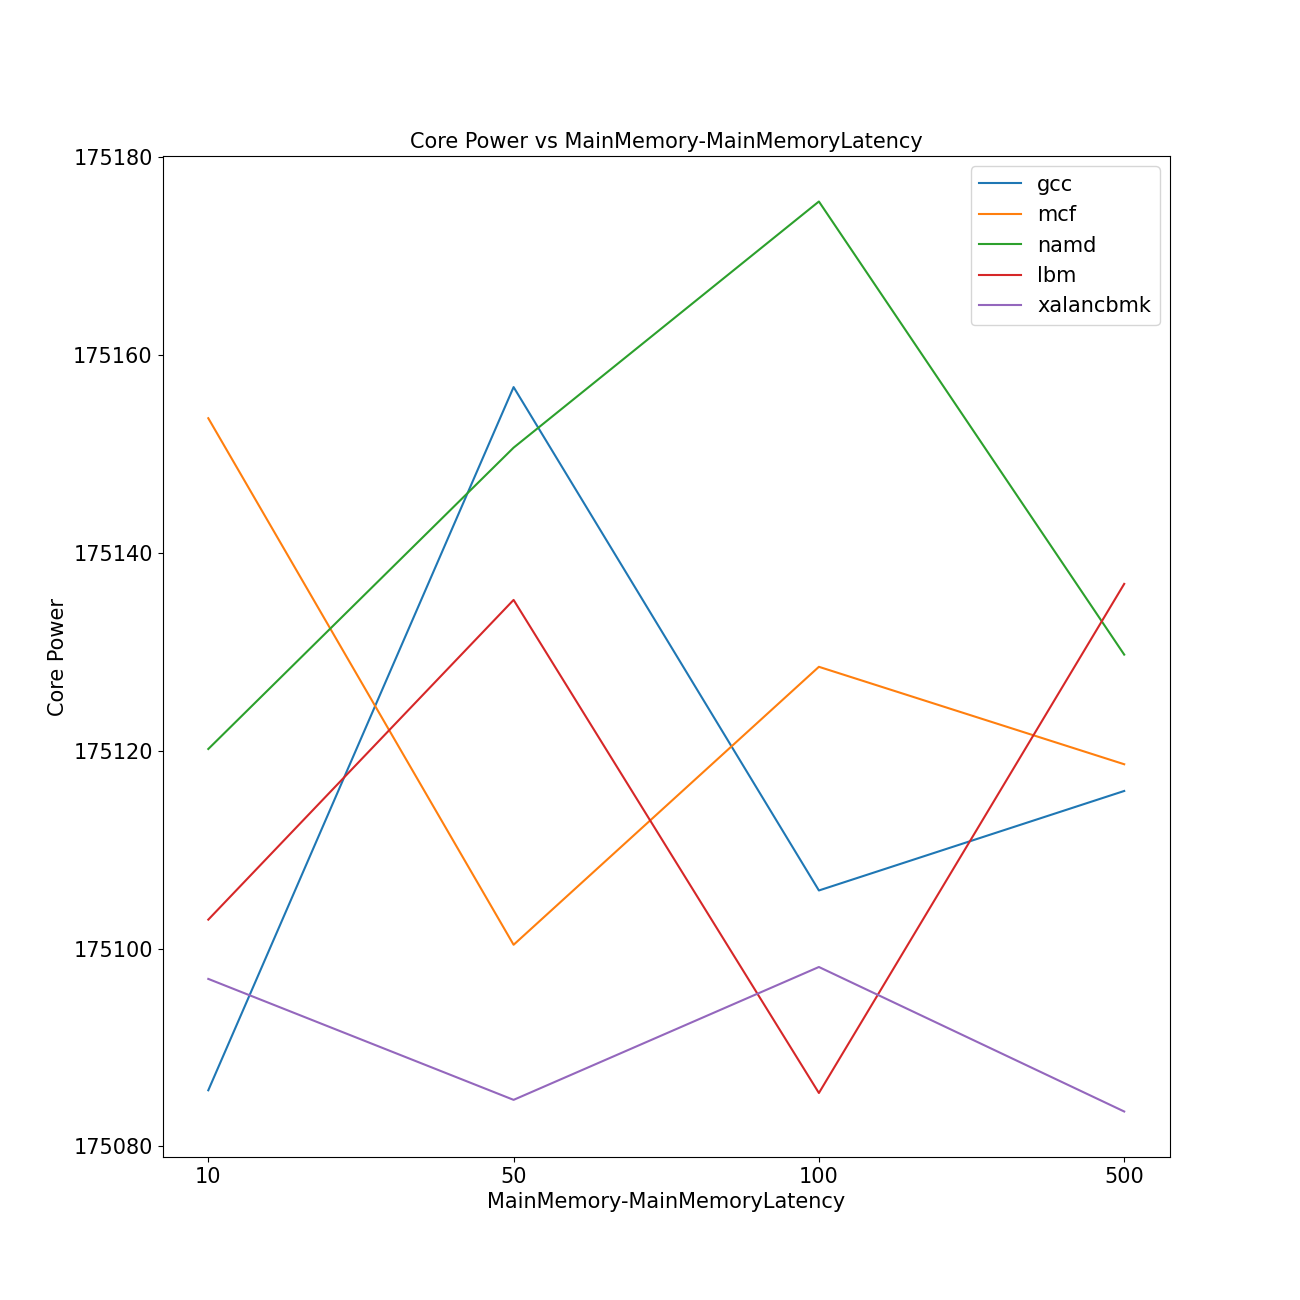 Core Power vs MainMemory-MainMemoryLatency
175180
175160
175140
175120
175100
175080
Core Power
gcc
mcf
namd
lbm
xalancbmk
10 50 100 500
MainMemory-MainMemoryLatency